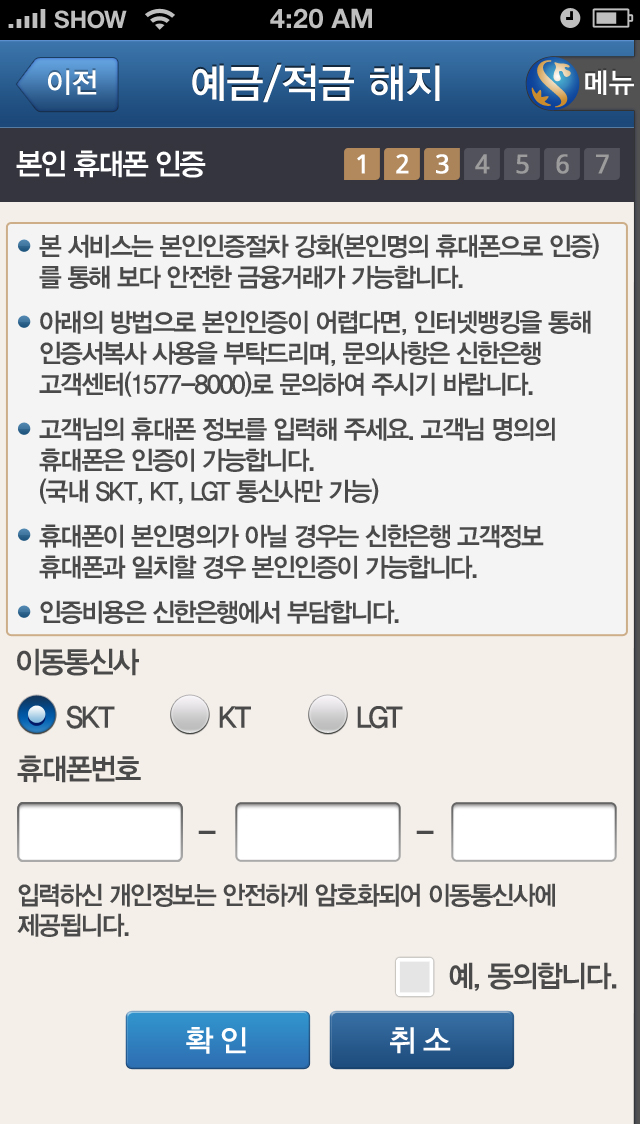 SHOW 4:20 AM
이전 예금/적금 해지 메뉴
본인 휴대폰 인증 1 2 3 4 5 6 7
본 서비스는 본인인증절차 강화(본인명의 휴대폰으로 인증)
를 통해 보다 안전한 금융거래가 가능합니다.
아래의 방법으로 본인인증이 어렵다면, 인터넷뱅킹을 통해
인증서복사 사용을 부탁드리며, 문의사항은 신한은행
고객센터(1577-8000)로 문의하여 주시기 바랍니다.
고객님의 휴대폰 정보를 입력해 주세요. 고객님 명의의
휴대폰은 인증이 가능합니다.
(국내 SKT, KT, LGT 통신사만 가능)
휴대폰이 본인명의가 아닐 경우는 신한은행 고객정보
휴대폰과 일치할 경우 본인인증이 가능합니다.
인증비용은 신한은행에서 부담합니다.
이동통신사
SKT KT LGT
휴대폰번호
– –
입력하신 개인정보는 안전하게 암호화되어 이동통신사에
제공됩니다.
예, 동의합니다.
확인 취소